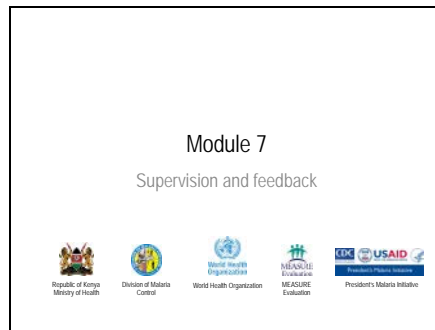 Module 7
Supervision and feedback
World Health
Organization
MEASURE
Evaluation
CDC
USAID
President's Malaria Initiative
Republic of Kenya
Ministry of Health
Division of Malaria
Control
World Health Organization
MEASURE
Evaluation
President's Malaria Initiative